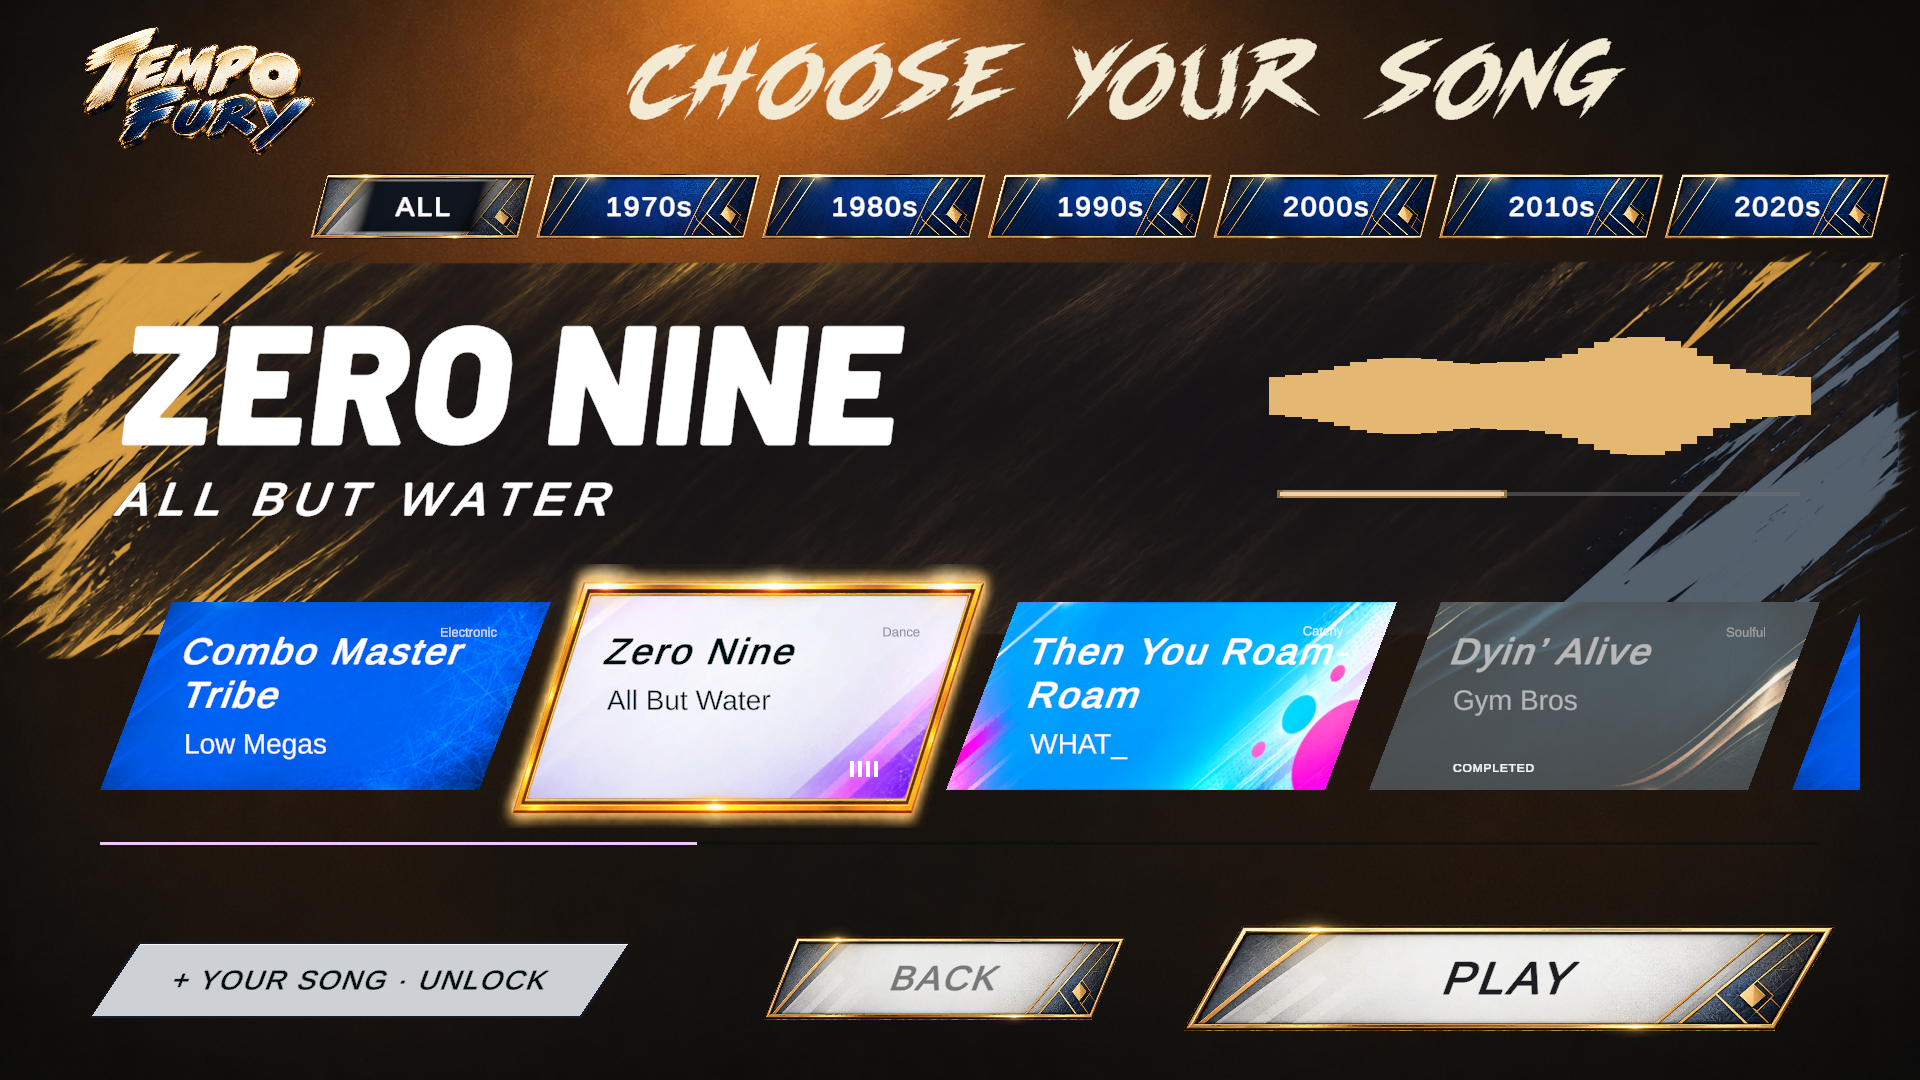 TEMPO
FURY
CHOOSE YOUR SONG
ALL
1970s
1980s
1990s
2000s
2010s
2020s
ZERO NINE
ALL BUT WATER
Electronic
Combo Master
Tribe
Low Megas
Dance
Zero Nine
All But Water
Catchy
Then You Roam-
Roam
WHAT_
Soulful
Dyin’ Alive
Gym Bros
COMPLETED
+ YOUR SONG · UNLOCK
BACK
PLAY